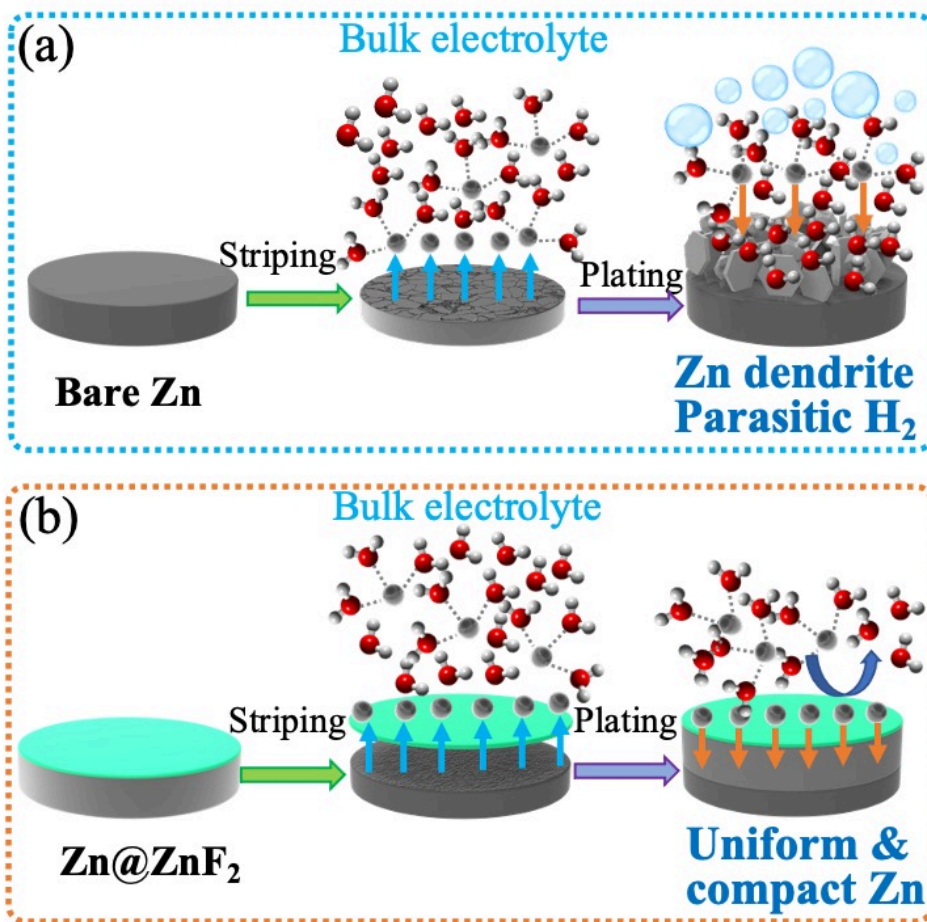 (a)
Bulk electrolyte
Striping
Plating
Bare Zn
Zn dendrite
Parasitic H₂
(b)
Bulk electrolyte
Striping
Plating
Zn@ZnF₂
Uniform &
compact Zn